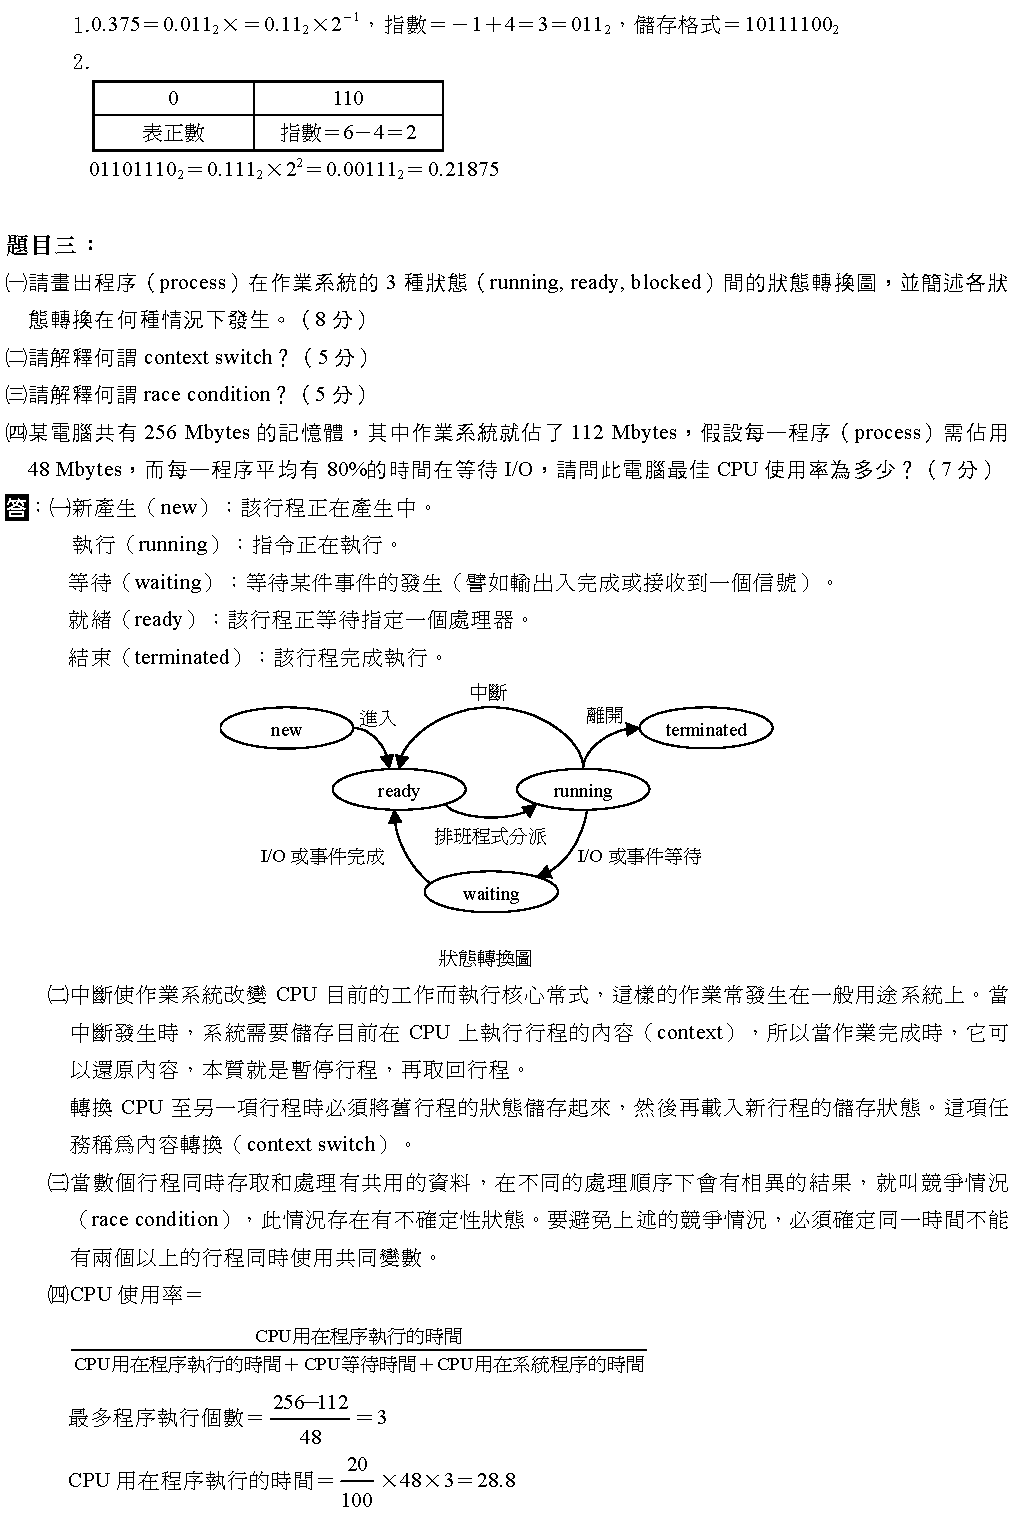 1.0.375＝0.011₂×＝0.11₂×2⁻¹，指數＝－1＋4＝3＝011₂，儲存格式＝10111100₂
2.
0 110
表正數 指數＝6－4＝2
01101110₂＝0.111₂×2²＝0.00111₂＝0.21875
題目三：
㈠請畫出程序（process）在作業系統的 3 種狀態（running, ready, blocked）間的狀態轉換圖，並簡述各狀
態轉換在何種情況下發生。（8 分）
㈡請解釋何謂 context switch？（5 分）
㈢請解釋何謂 race condition？（5 分）
㈣某電腦共有 256 Mbytes 的記憶體，其中作業系統就佔了 112 Mbytes，假設每一程序（process）需佔用
48 Mbytes，而每一程序平均有 80%的時間在等待 I/O，請問此電腦最佳 CPU 使用率為多少？（7 分）
答：㈠新產生（new）：該行程正在產生中。
執行（running）：指令正在執行。
等待（waiting）：等待某件事件的發生（譬如輸出入完成或接收到一個信號）。
就緒（ready）：該行程正等待指定一個處理器。
結束（terminated）：該行程完成執行。
中斷
new 進入 離開 terminated
ready running
排班程式分派
I/O 或事件完成 I/O 或事件等待
waiting
狀態轉換圖
㈡中斷使作業系統改變 CPU 目前的工作而執行核心常式，這樣的作業常發生在一般用途系統上。當
中斷發生時，系統需要儲存目前在 CPU 上執行行程的內容（context），所以當作業完成時，它可
以還原內容，本質就是暫停行程，再取回行程。
轉換 CPU 至另一項行程時必須將舊行程的狀態儲存起來，然後再載入新行程的儲存狀態。這項任
務稱為內容轉換（context switch）。
㈢當數個行程同時存取和處理有共用的資料，在不同的處理順序下會有相異的結果，就叫競爭情況
（race condition），此情況存在有不確定性狀態。要避免上述的競爭情況，必須確定同一時間不能
有兩個以上的行程同時使用共同變數。
㈣CPU 使用率＝
CPU用在程序執行的時間
CPU用在程序執行的時間＋CPU等待時間＋CPU用在系統程序的時間
最多程序執行個數＝256－112/48＝3
CPU 用在程序執行的時間＝20/100×48×3＝28.8